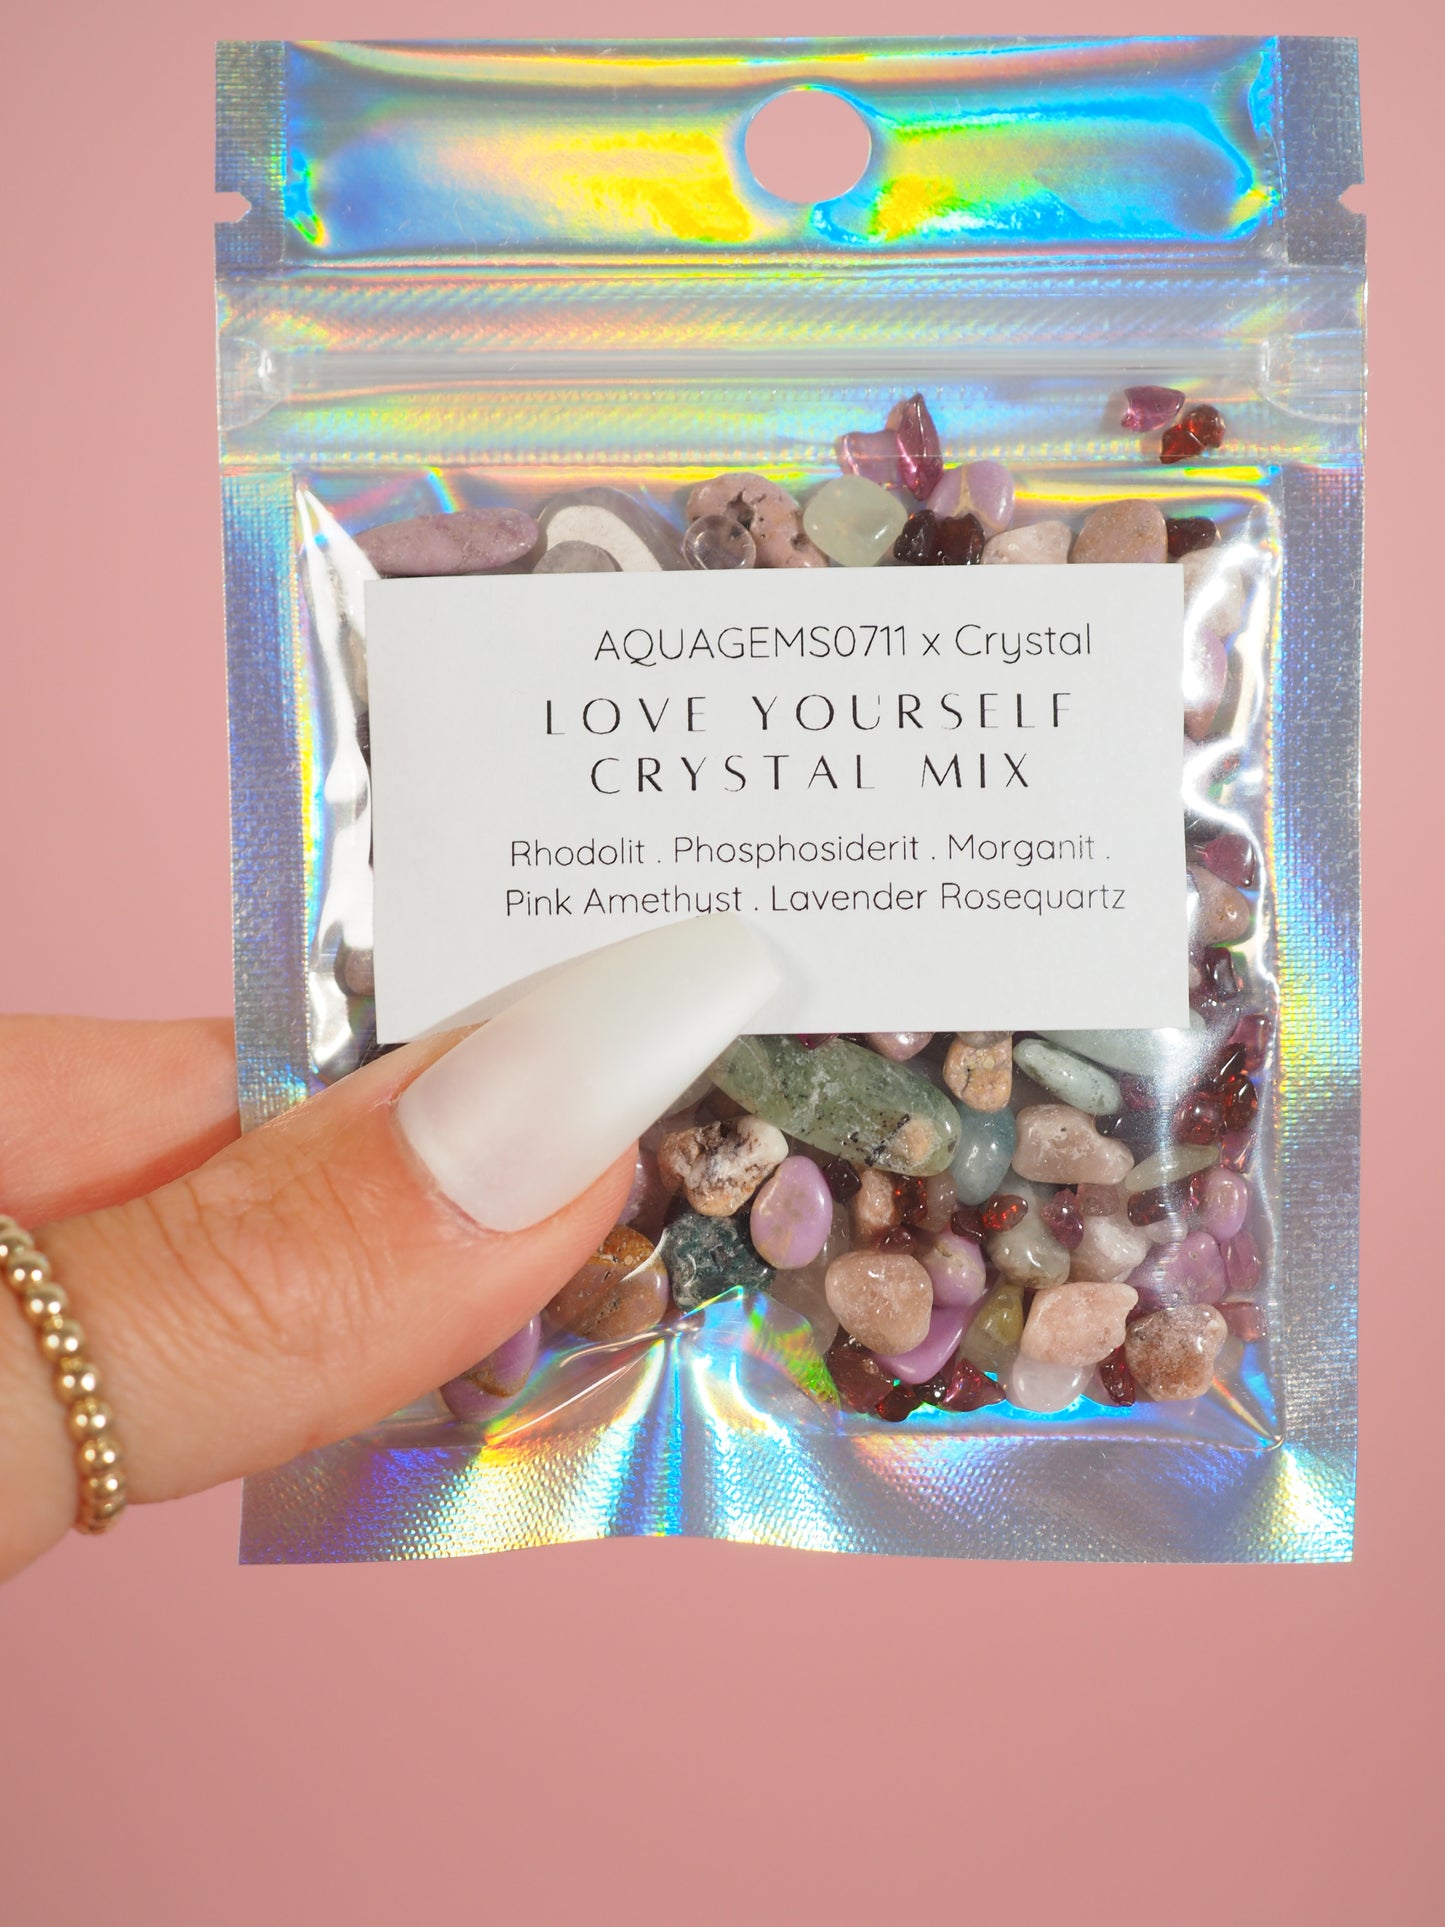 AQUAGEMS0711 x Crystal
LOVE YOURSELF
CRYSTAL MIX
Rhodolit . Phosphosiderit . Morganit .
Pink Amethyst . Lavender Rosequartz